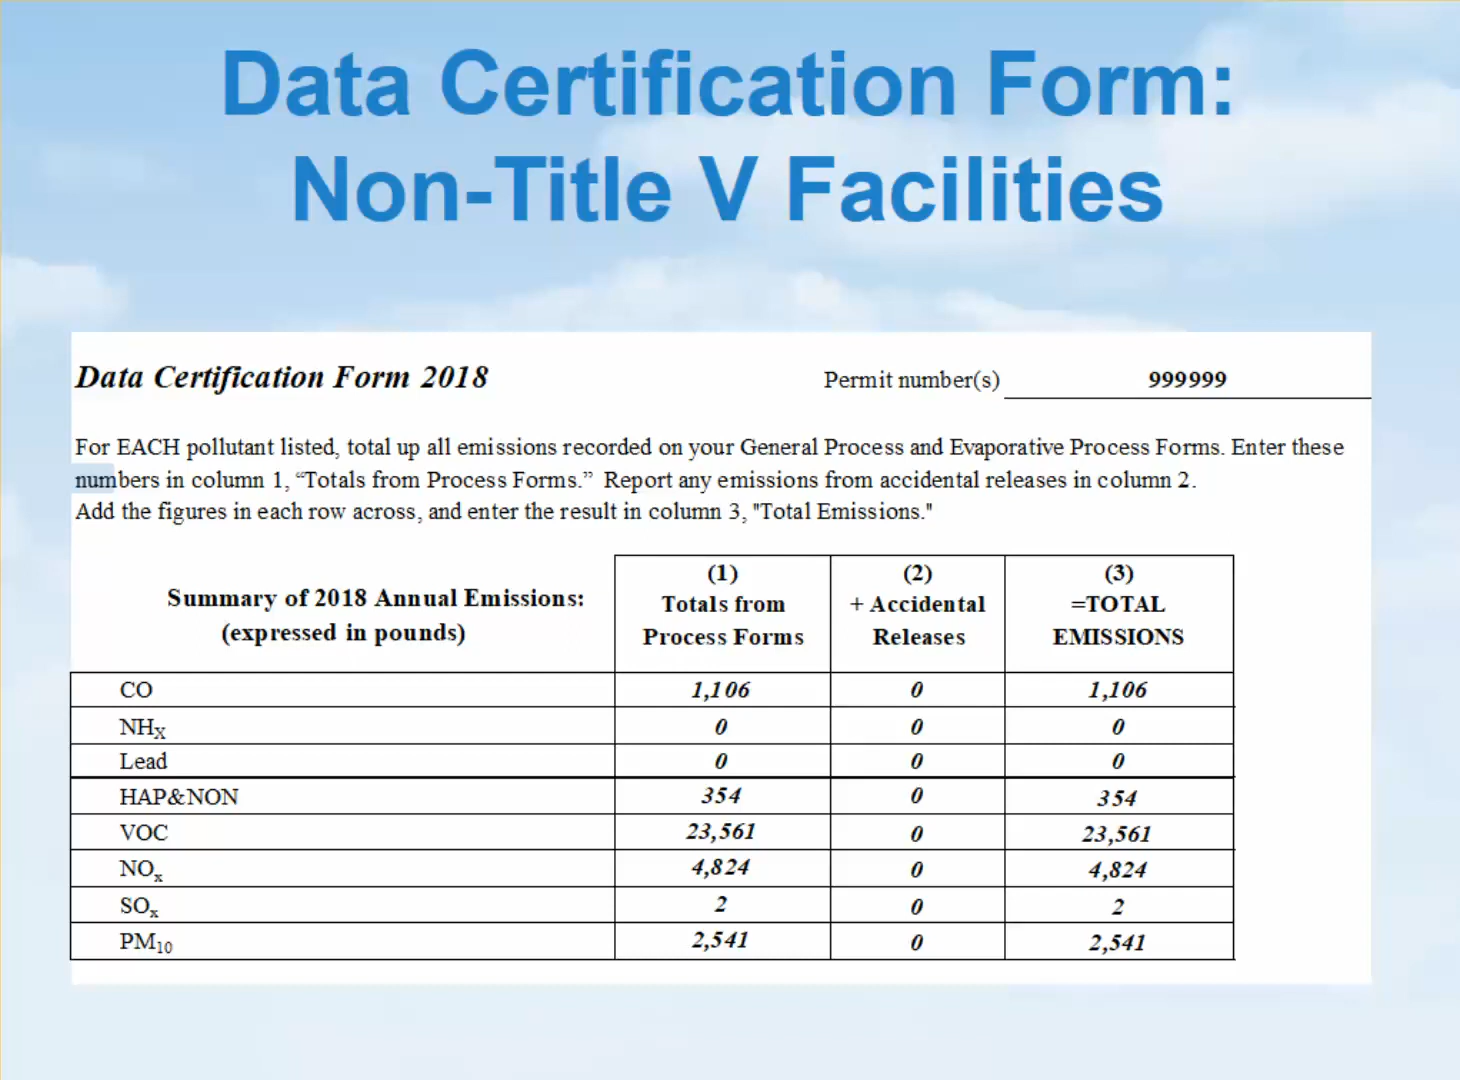 Data Certification Form:
Non-Title V Facilities
Data Certification Form 2018 Permit number(s) 999999
For EACH pollutant listed, total up all emissions recorded on your General Process and Evaporative Process Forms. Enter these
numbers in column 1, “Totals from Process Forms.” Report any emissions from accidental releases in column 2.
Add the figures in each row across, and enter the result in column 3, "Total Emissions."
Summary of 2018 Annual Emissions:
(expressed in pounds)
(1)
Totals from
Process Forms
(2)
+ Accidental
Releases
(3)
=TOTAL
EMISSIONS
CO 1,106 0 1,106
NHX 0 0 0
Lead 0 0 0
HAP&NON 354 0 354
VOC 23,561 0 23,561
NOx 4,824 0 4,824
SOx 2 0 2
PM10 2,541 0 2,541